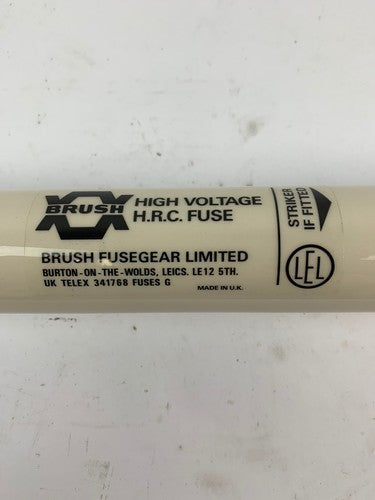 BRUSH
HIGH VOLTAGE
H.R.C. FUSE
BRUSH FUSEGEAR LIMITED
BURTON-ON-THE-WOLDS, LEICS. LE12 5TH.
UK TELEX 341768 FUSES G
MADE IN U.K.
STRIKER
IF FITTED
LEL